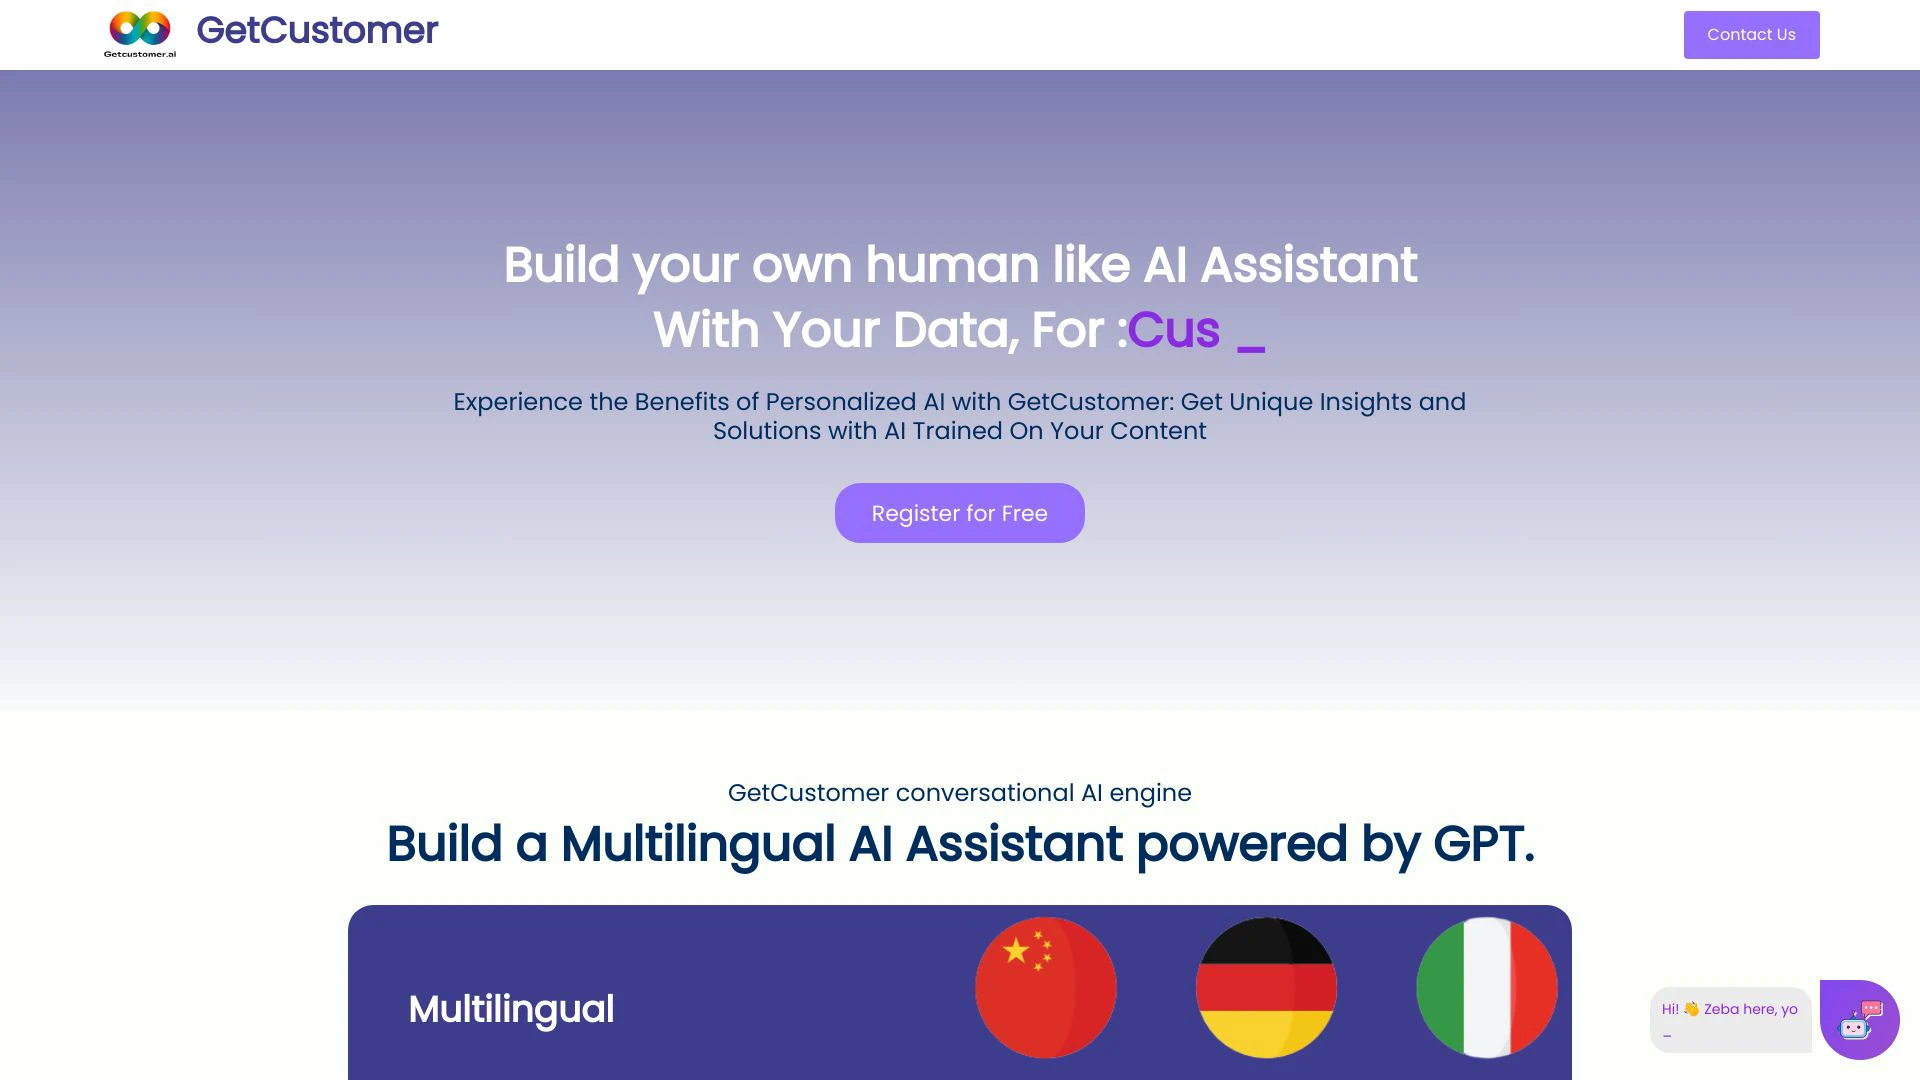 Getcustomer.ai
GetCustomer
Contact Us
Build your own human like AI Assistant
With Your Data, For :Cus _
Experience the Benefits of Personalized AI with GetCustomer: Get Unique Insights and
Solutions with AI Trained On Your Content
Register for Free
GetCustomer conversational AI engine
Build a Multilingual AI Assistant powered by GPT.
Multilingual
Hi! 👋 Zeba here, yo
_